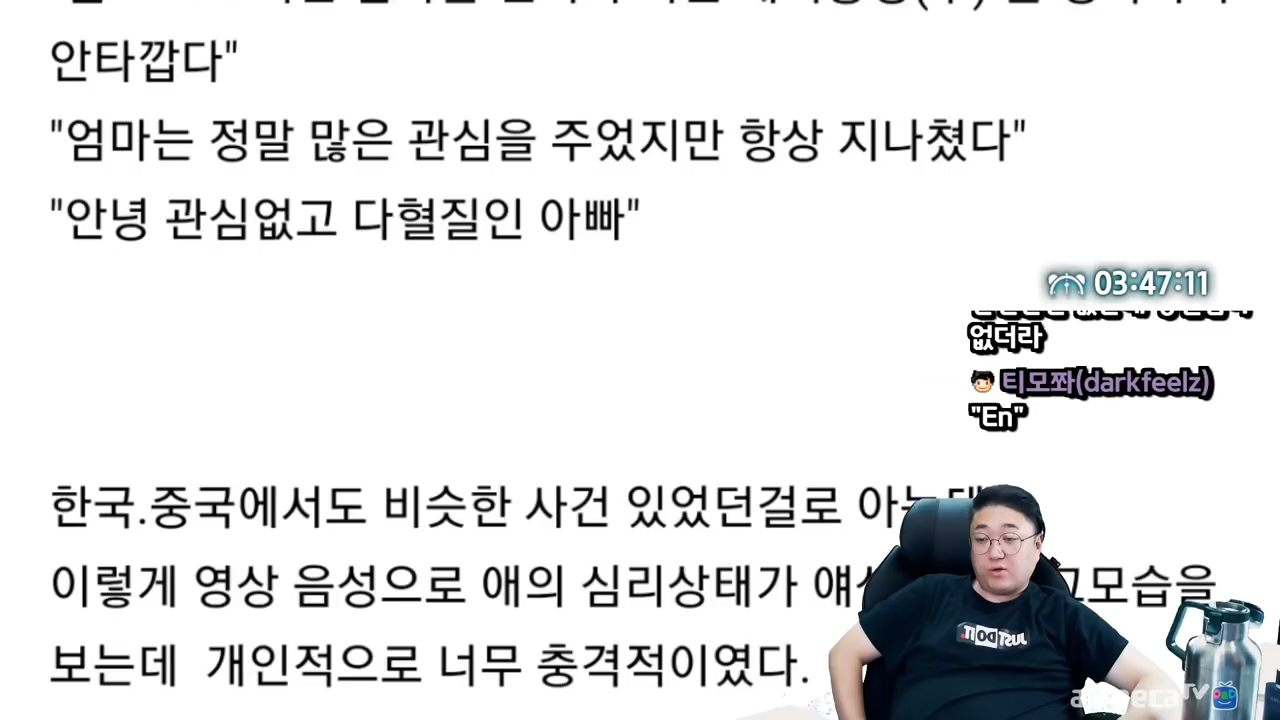 안타깝다"
"엄마는 정말 많은 관심을 주었지만 항상 지나쳤다"
"안녕 관심없고 다혈질인 아빠"
03:47:11
없더라
티모쫘(darkfeelz)
"En"
한국.중국에서도 비슷한 사건 있었던걸로
이렇게 영상 음성으로 애의 심리상태가 그모습을
보는데 개인적으로 너무 충격적이였다.
JUST DO IT.